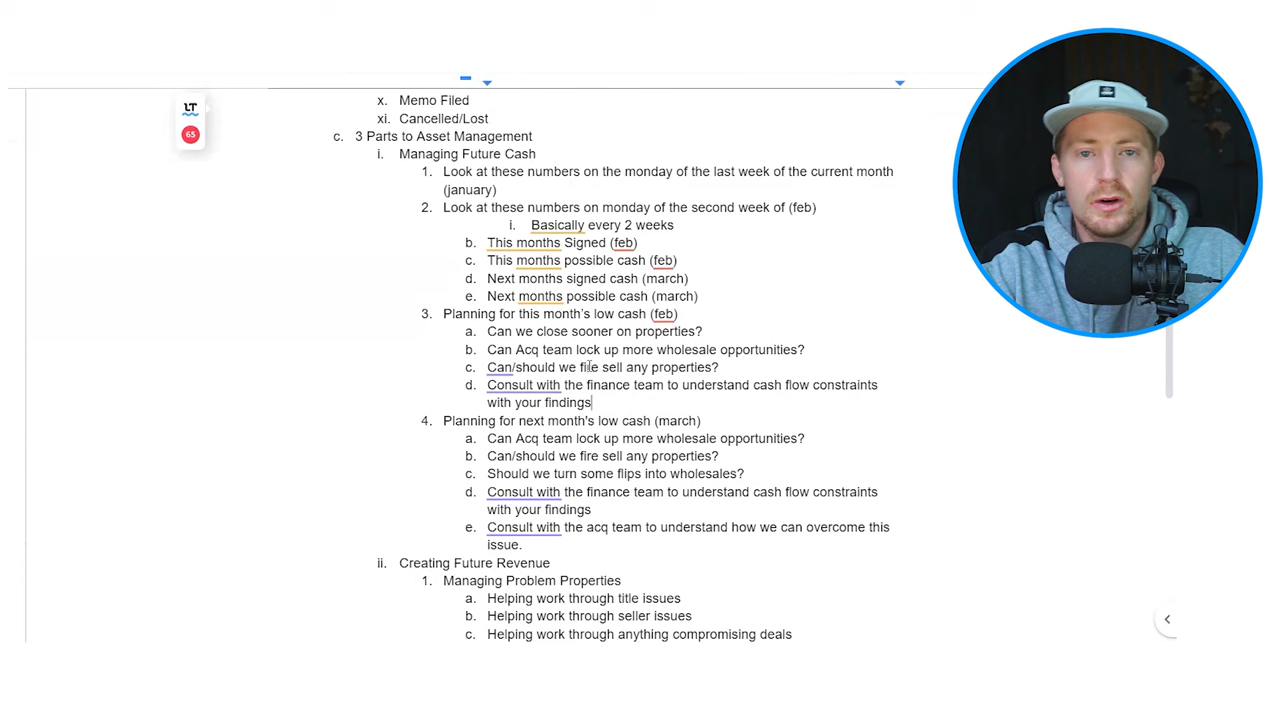 x. Memo Filed
xi. Cancelled/Lost
c. 3 Parts to Asset Management
i. Managing Future Cash
1. Look at these numbers on the monday of the last week of the current month
(january)
2. Look at these numbers on monday of the second week of (feb)
i. Basically every 2 weeks
b. This months Signed (feb)
c. This months possible cash (feb)
d. Next months signed cash (march)
e. Next months possible cash (march)
3. Planning for this month's low cash (feb)
a. Can we close sooner on properties?
b. Can Acq team lock up more wholesale opportunities?
c. Can/should we fire sell any properties?
d. Consult with the finance team to understand cash flow constraints
with your findings
4. Planning for next month's low cash (march)
a. Can Acq team lock up more wholesale opportunities?
b. Can/should we fire sell any properties?
c. Should we turn some flips into wholesales?
d. Consult with the finance team to understand cash flow constraints
with your findings
e. Consult with the acq team to understand how we can overcome this
issue.
ii. Creating Future Revenue
1. Managing Problem Properties
a. Helping work through title issues
b. Helping work through seller issues
c. Helping work through anything compromising deals
LT
65